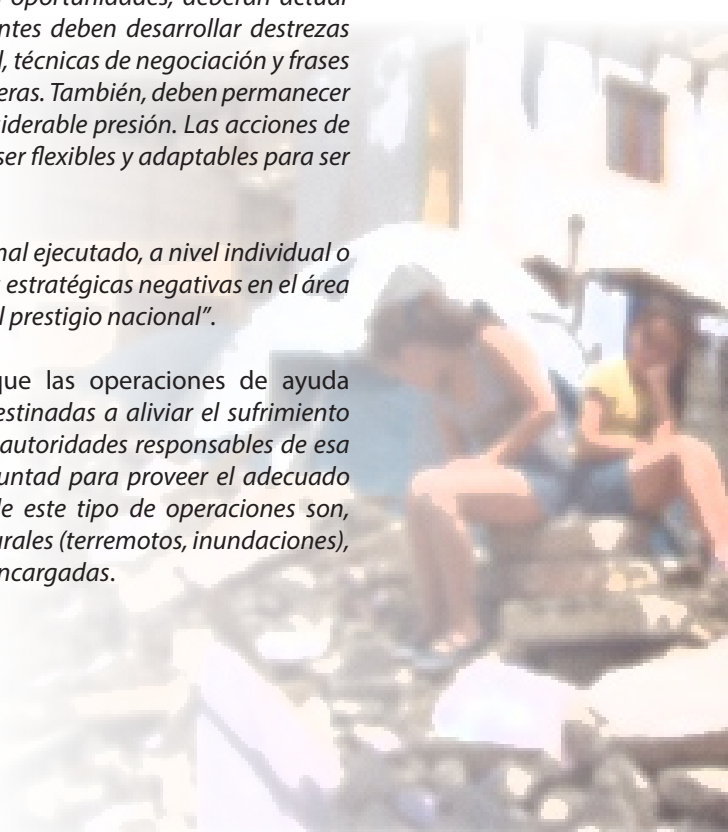 oportunidades, deberán actuar
ntes deben desarrollar destrezas
l, técnicas de negociación y frases
eras. También, deben permanecer
siderable presión. Las acciones de
ser flexibles y adaptables para ser
nal ejecutado, a nivel individual o
estratégicas negativas en el área
l prestigio nacional”.
que las operaciones de ayuda
estinadas a aliviar el sufrimiento
autoridades responsables de esa
untad para proveer el adecuado
de este tipo de operaciones son,
urales (terremotos, inundaciones),
encargadas.